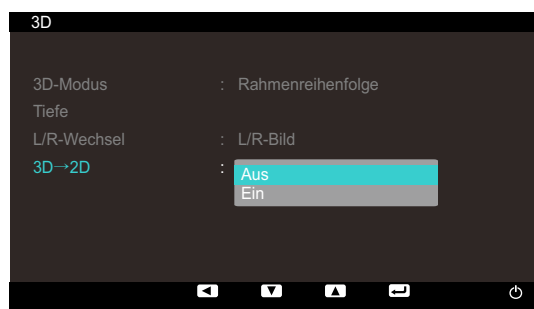 3D
3D-Modus : Rahmenreihenfolge
Tiefe
L/R-Wechsel : L/R-Bild
3D→2D : Aus
Ein